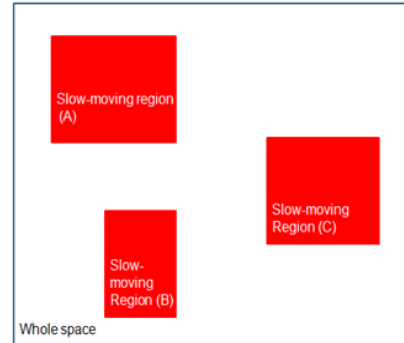 Slow-moving region
(A)
Slow-moving
Region (C)
Slow-
moving
Region (B)
Whole space